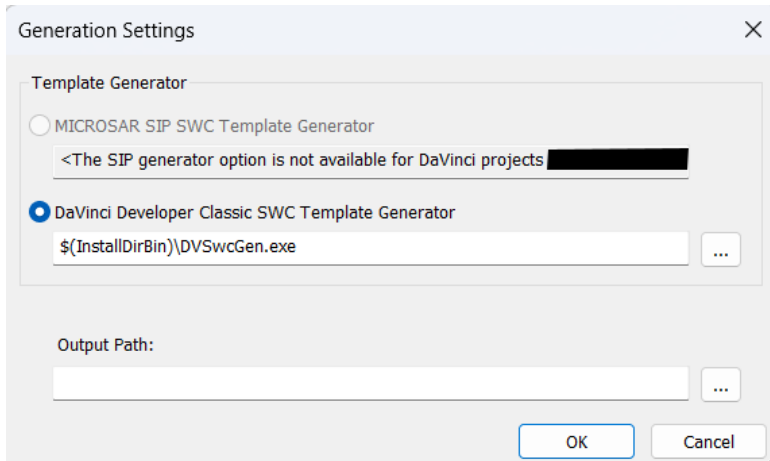 Generation Settings
Template Generator
MICROSAR SIP SWC Template Generator
<The SIP generator option is not available for DaVinci projects
DaVinci Developer Classic SWC Template Generator
$(InstallDirBin)\DVSwcGen.exe
...
Output Path:
...
OK
Cancel